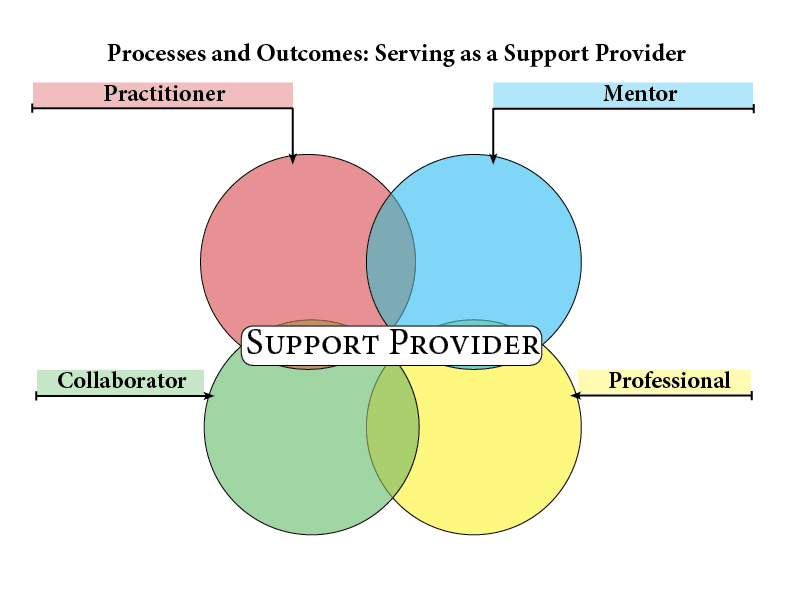 Processes and Outcomes: Serving as a Support Provider
Practitioner
Mentor
Support Provider
Collaborator
Professional